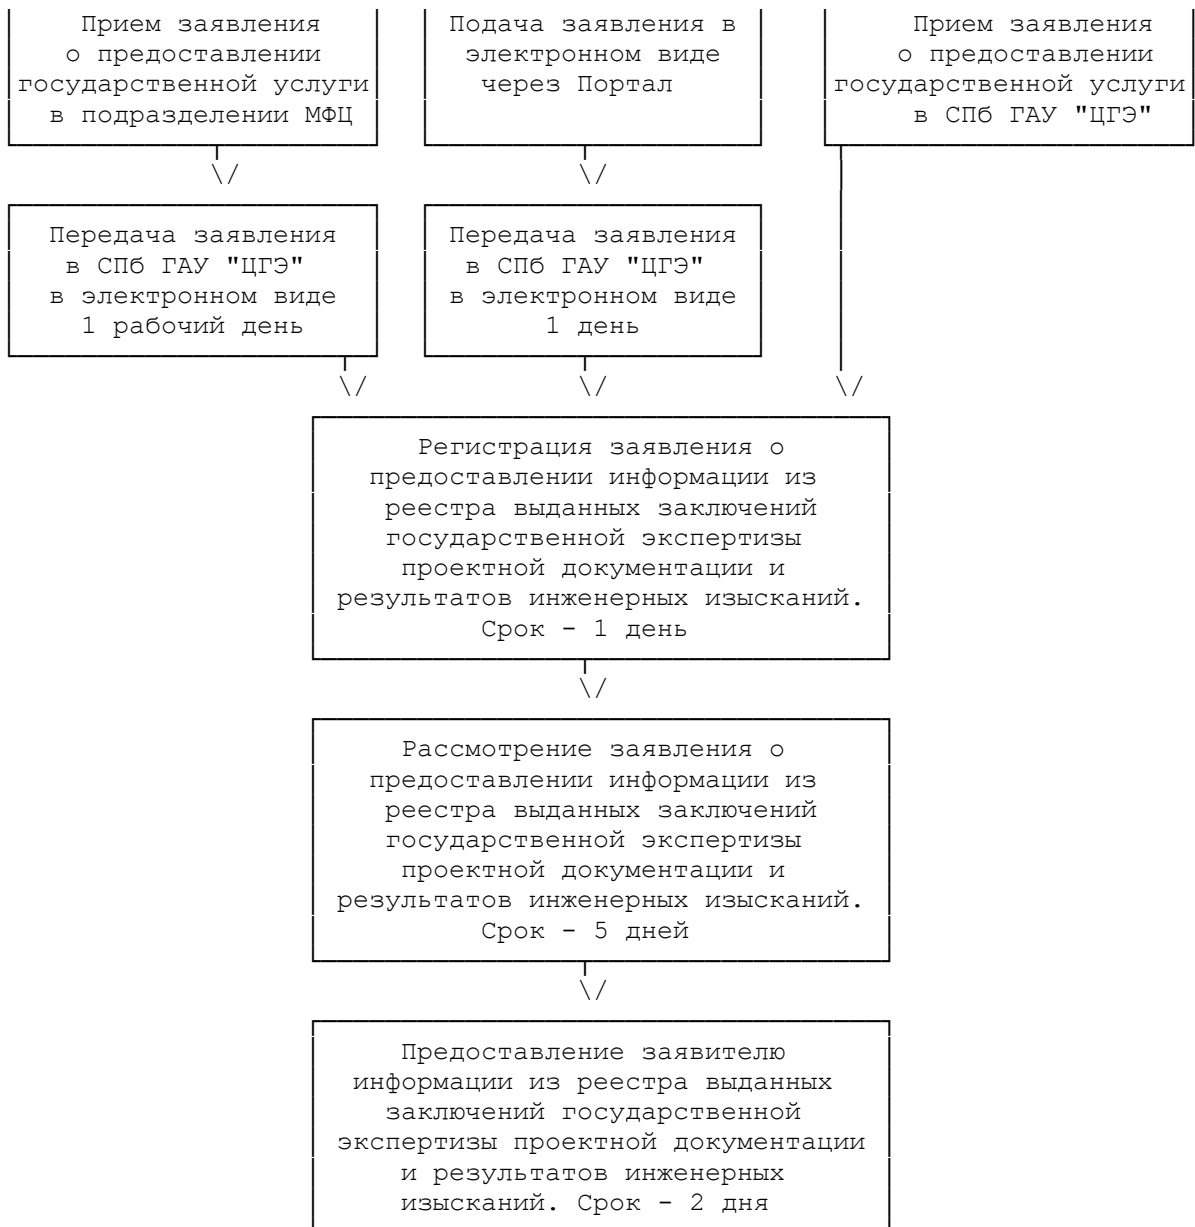 Прием заявления
о предоставлении
государственной услуги
в подразделении МФЦ
Подача заявления в
электронном виде
через Портал
Прием заявления
о предоставлении
государственной услуги
в СПб ГАУ "ЦГЭ"
Передача заявления
в СПб ГАУ "ЦГЭ"
в электронном виде
1 рабочий день
Передача заявления
в СПб ГАУ "ЦГЭ"
в электронном виде
1 день
Регистрация заявления о
предоставлении информации из
реестра выданных заключений
государственной экспертизы
проектной документации и
результатов инженерных изысканий.
Срок - 1 день
Рассмотрение заявления о
предоставлении информации из
реестра выданных заключений
государственной экспертизы
проектной документации и
результатов инженерных изысканий.
Срок - 5 дней
Предоставление заявителю
информации из реестра выданных
заключений государственной
экспертизы проектной документации
и результатов инженерных
изысканий. Срок - 2 дня